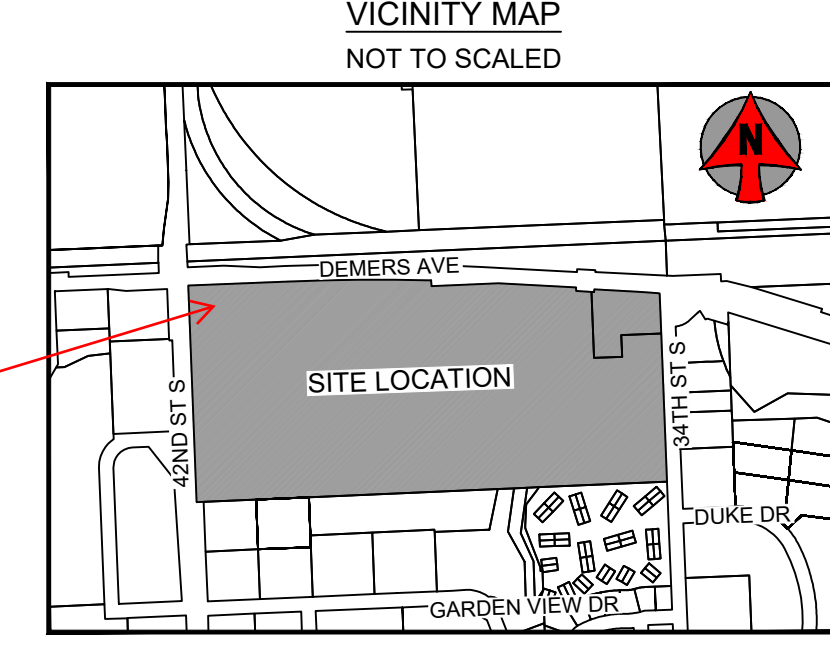 VICINITY MAP
NOT TO SCALED
N
DEMERS AVE
SITE LOCATION
42ND ST S
34TH ST S
DUKE DR
GARDEN VIEW DR